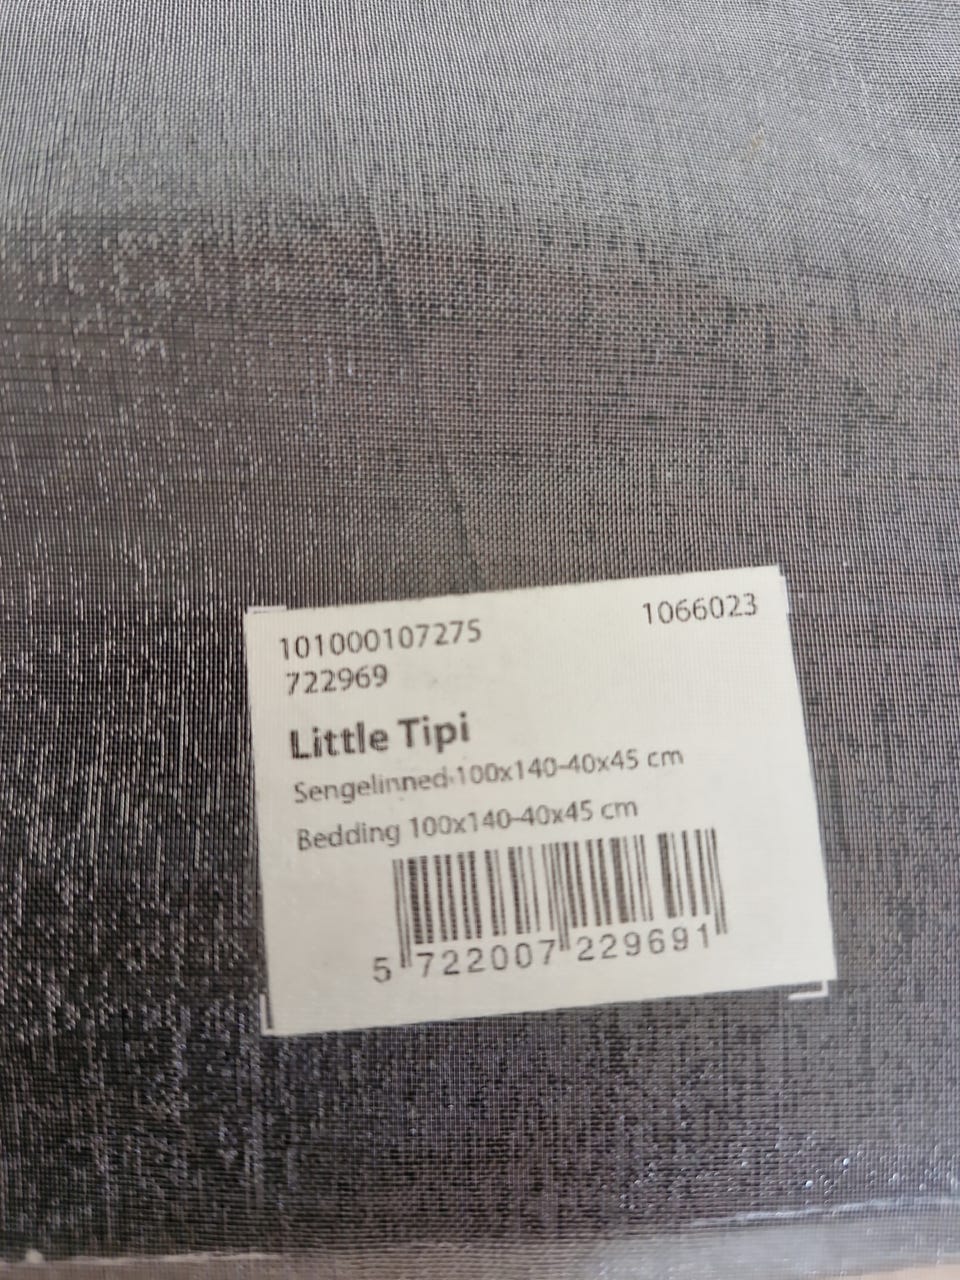 101000107275 1066023
722969
Little Tipi
Sengelinned 100x140-40x45 cm
Bedding 100x140-40x45 cm
5 722007 229691